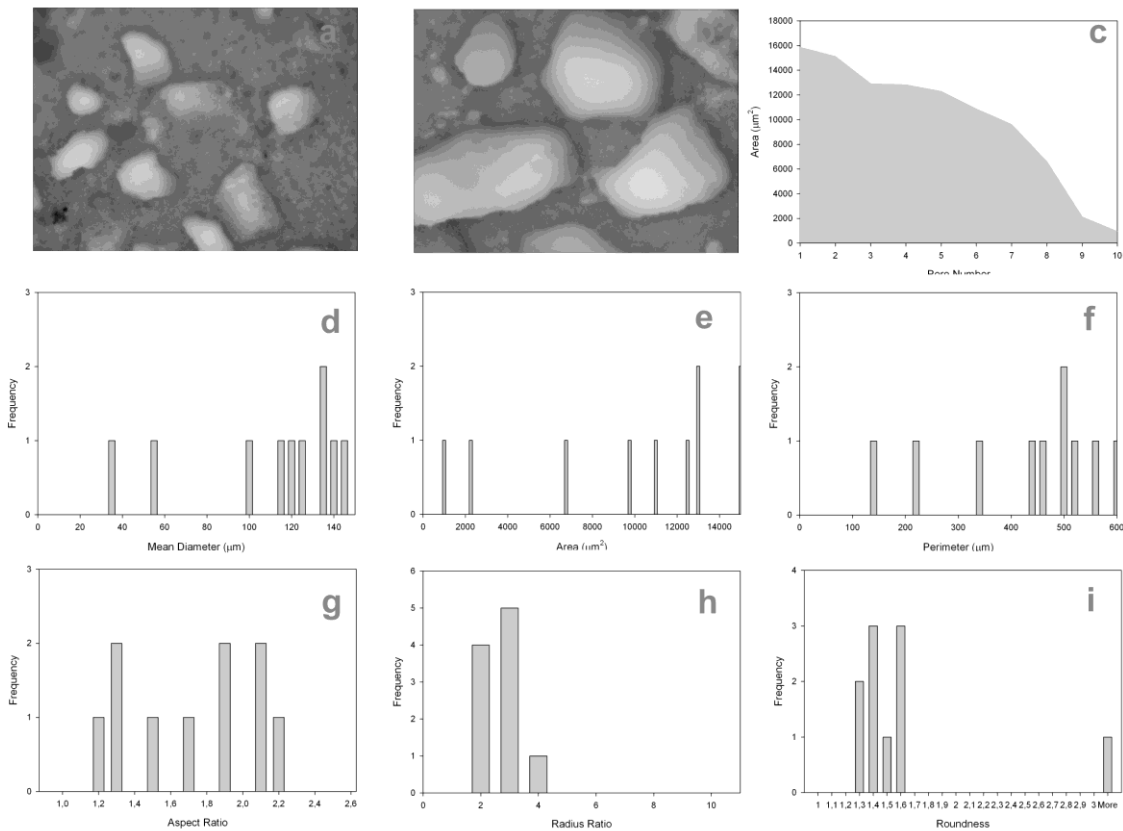 a
c
18000
16000
14000
12000
10000
8000
6000
4000
2000
0
Area (μm²)
1 2 3 4 5 6 7 8 9 10
Pore Number
d
3
2
1
0
Frequency
0 20 40 60 80 100 120 140
Mean Diameter (μm)
e
3
2
1
0
Frequency
0 2000 4000 6000 8000 10000 12000 14000
Area (μm²)
f
3
2
1
0
Frequency
0 100 200 300 400 500 600
Perimeter (μm)
g
3
2
1
0
Frequency
1,0 1,2 1,4 1,6 1,8 2,0 2,2 2,4 2,6
Aspect Ratio
h
6
5
4
3
2
1
0
Frequency
0 2 4 6 8 10
Radius Ratio
i
4
3
2
1
0
Frequency
1 1,1 1,2 1,3 1,4 1,5 1,6 1,7 1,8 1,9 2 2,1 2,2 2,3 2,4 2,5 2,6 2,7 2,8 2,9 3 More
Roundness